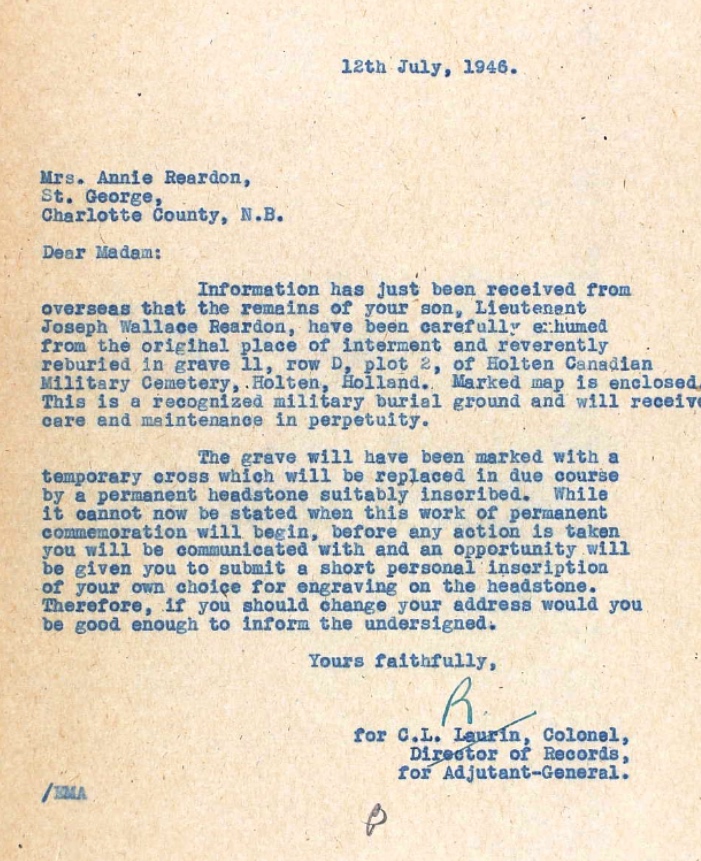 12th July, 1946.
Mrs. Annie Reardon,
St. George,
Charlotte County, N.B.
Dear Madam:
Information has just been received from
overseas that the remains of your son, Lieutenant
Joseph Wallace Reardon, have been carefully exhumed
from the original place of interment and reverently
reburied in grave 11, row D, plot 2, of Holten Canadian
Military Cemetery, Holten, Holland. Marked map is enclosed.
This is a recognized military burial ground and will receive
care and maintenance in perpetuity.
The grave will have been marked with a
temporary cross which will be replaced in due course
by a permanent headstone suitably inscribed. While
it cannot now be stated when this work of permanent
commemoration will begin, before any action is taken
you will be communicated with and an opportunity will
be given you to submit a short personal inscription
of your own choice for engraving on the headstone.
Therefore, if you should change your address would you
be good enough to inform the undersigned.
Yours faithfully,
R.
for C.L. Laurin, Colonel,
Director of Records,
for Adjutant-General.
/EMA